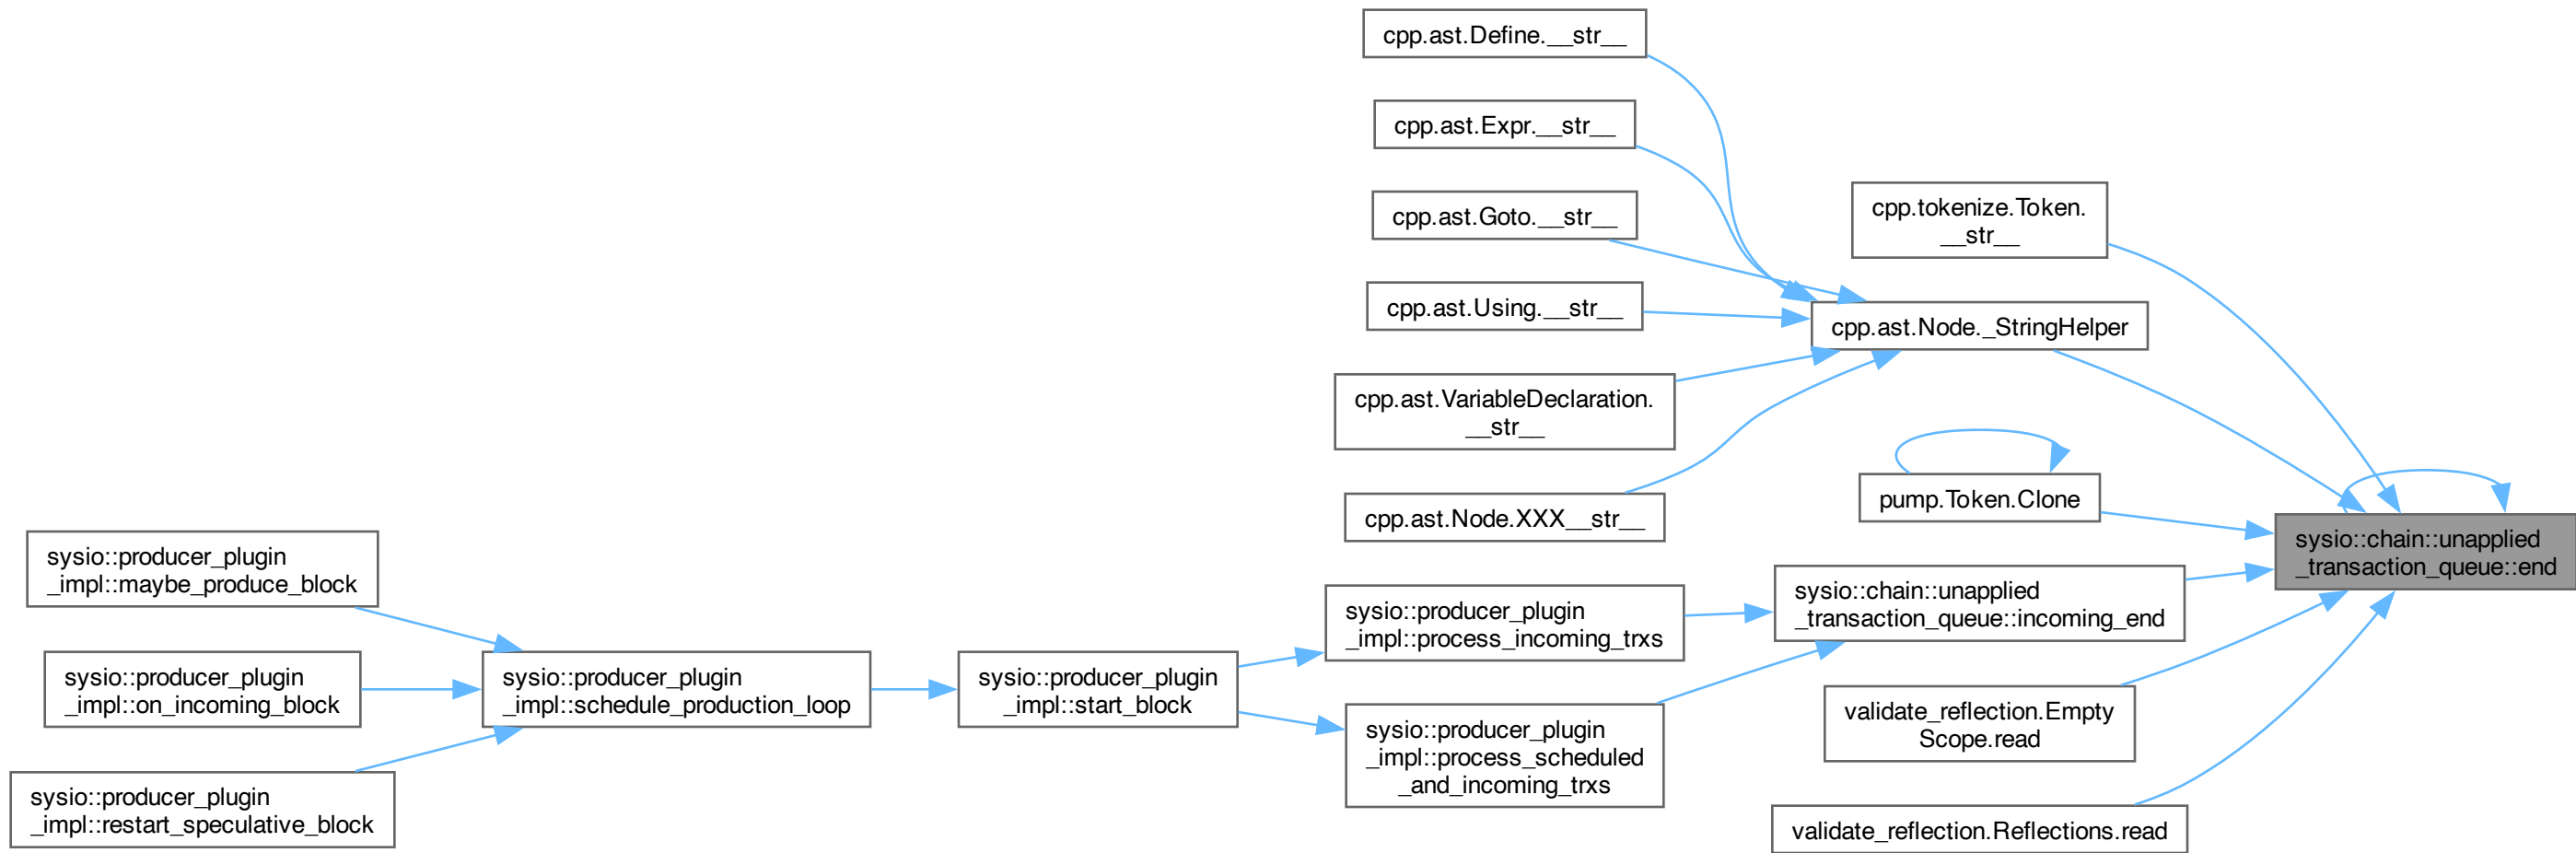 cpp.ast.Define.__str__
cpp.ast.Expr.__str__
cpp.tokenize.Token.
__str__
cpp.ast.Goto.__str__
cpp.ast.Using.__str__
cpp.ast.Node._StringHelper
cpp.ast.VariableDeclaration.
__str__
pump.Token.Clone
cpp.ast.Node.XXX__str__
sysio::chain::unapplied
_transaction_queue::end
sysio::producer_plugin
_impl::maybe_produce_block
sysio::producer_plugin
_impl::process_incoming_trxs
sysio::chain::unapplied
_transaction_queue::incoming_end
sysio::producer_plugin
_impl::on_incoming_block
sysio::producer_plugin
_impl::schedule_production_loop
sysio::producer_plugin
_impl::start_block
validate_reflection.Empty
Scope.read
sysio::producer_plugin
_impl::process_scheduled
_and_incoming_trxs
sysio::producer_plugin
_impl::restart_speculative_block
validate_reflection.Reflections.read